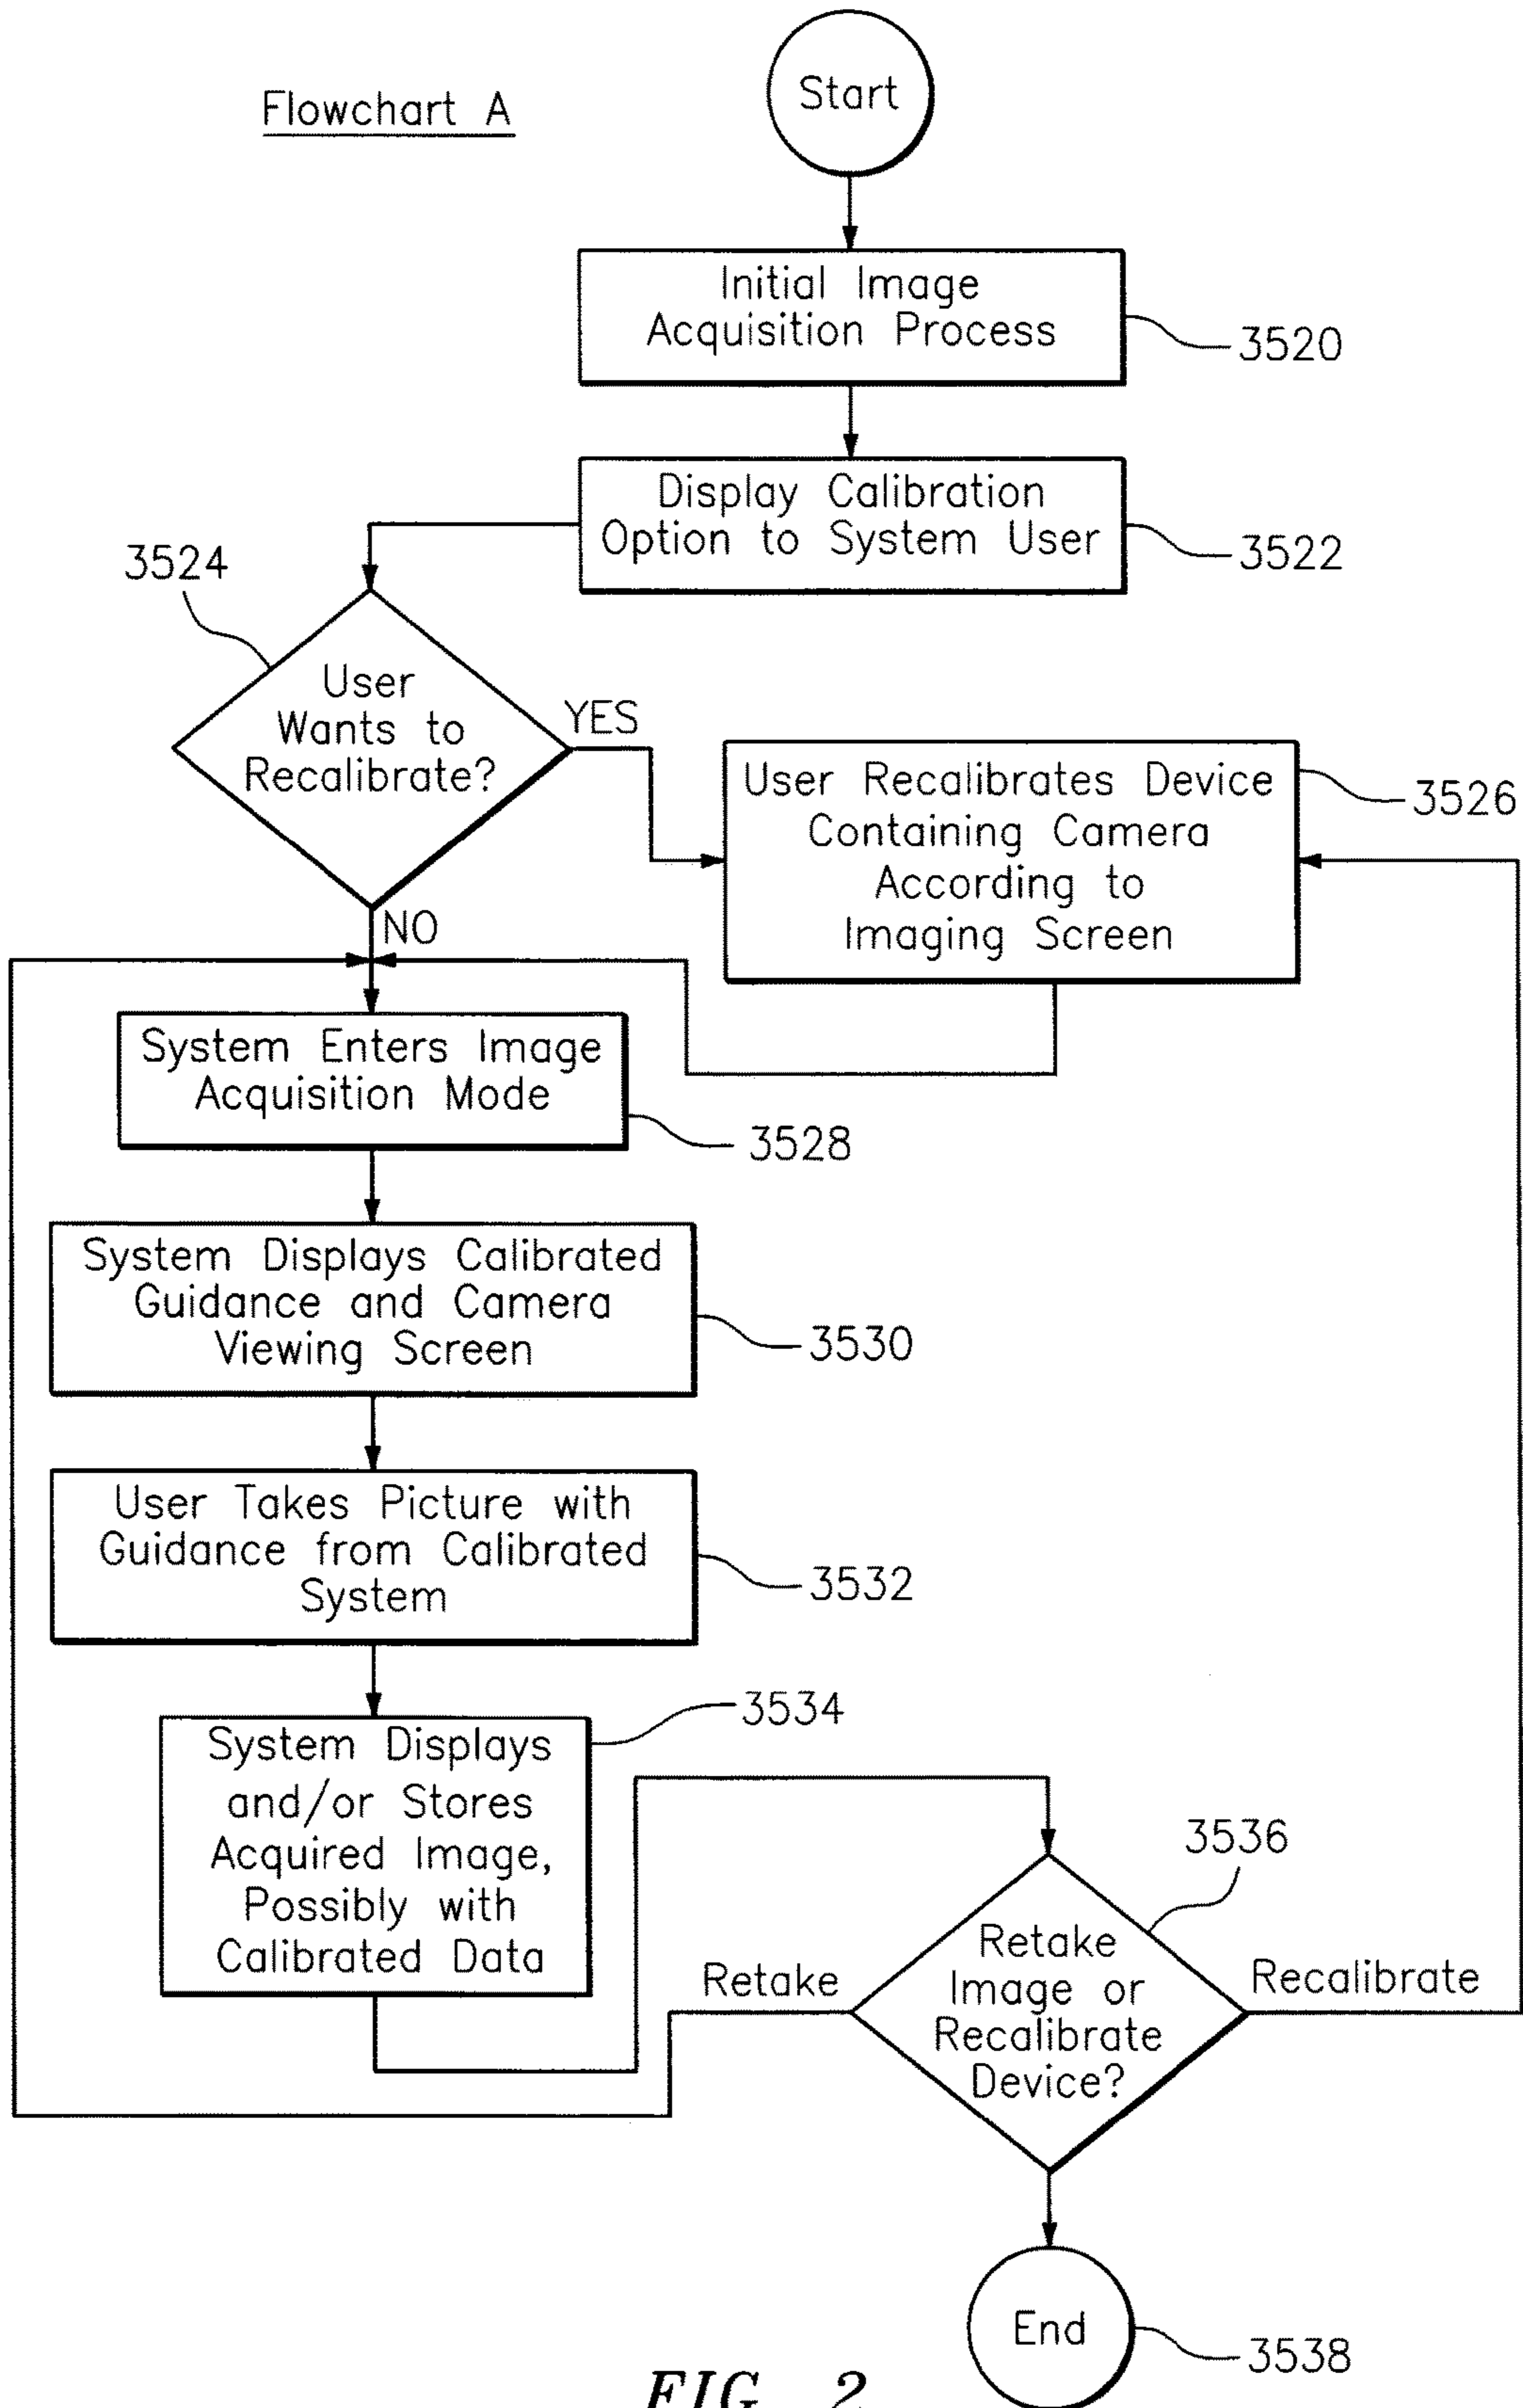 Flowchart A
Start
Initial Image
Acquisition Process
3520
Display Calibration
Option to System User
3522
3524
User
Wants to
Recalibrate?
YES
NO
User Recalibrates Device
Containing Camera
According to
Imaging Screen
3526
System Enters Image
Acquisition Mode
3528
System Displays Calibrated
Guidance and Camera
Viewing Screen
3530
User Takes Picture with
Guidance from Calibrated
System
3532
System Displays
and/or Stores
Acquired Image,
Possibly with
Calibrated Data
3534
3536
Retake
Image or
Recalibrate
Device?
Retake
Recalibrate
End
3538
FIG. 2